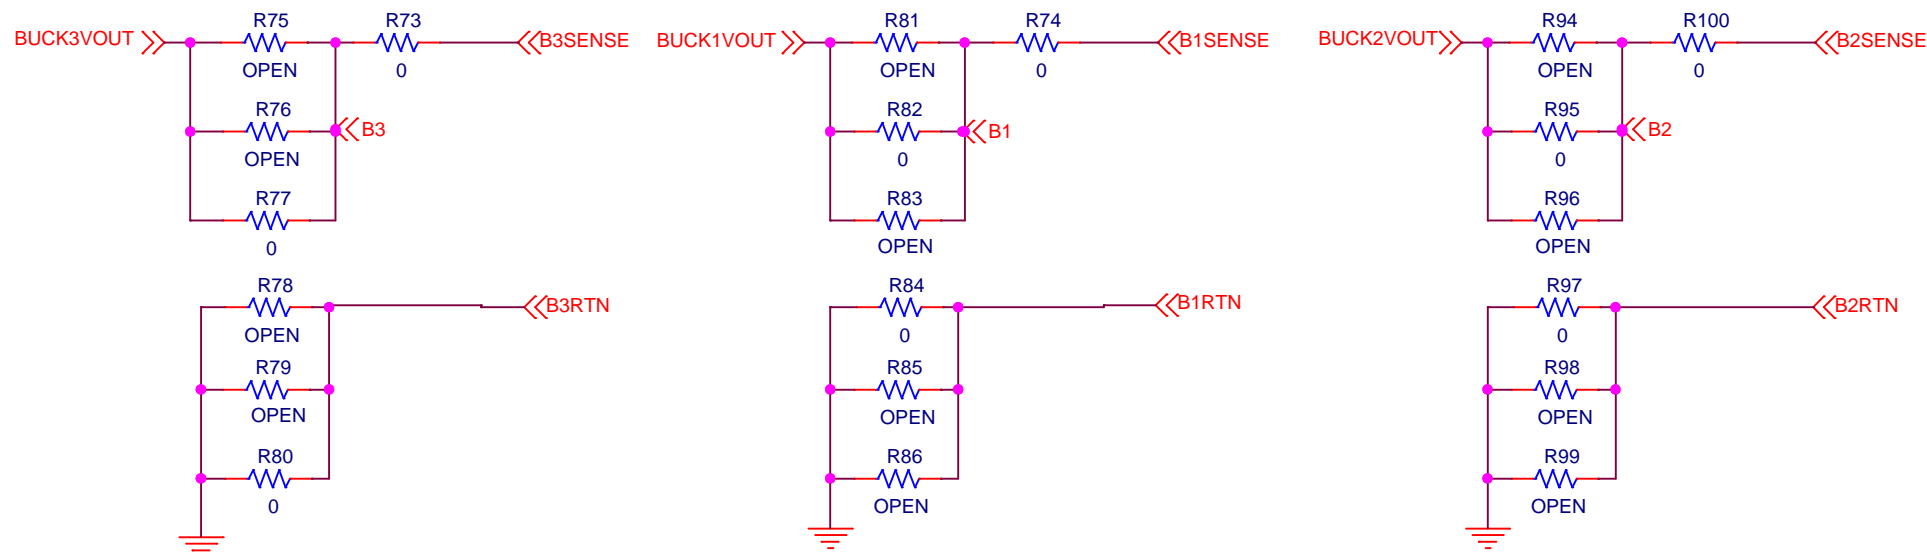 R75 R73 R81 R74 R94 R100
BUCK3VOUT B3SENSE BUCK1VOUT B1SENSE BUCK2VOUT B2SENSE
OPEN 0 OPEN 0 OPEN 0
R76 R82 R95
B3 B1 B2
OPEN 0 0
R77 R83 R96
0 OPEN OPEN
R78 R84 R97
B3RTN B1RTN B2RTN
OPEN 0 0
R79 R85 R98
OPEN OPEN OPEN
R80 R86 R99
0 OPEN OPEN